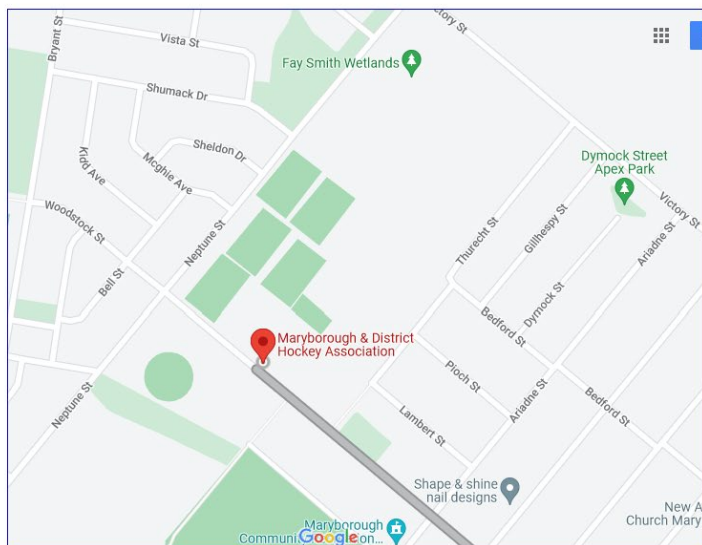 Bryant St
Vista St
Victory St
Fay Smith Wetlands
Shumack Dr
Dymock Street
Apex Park
Sheldon Dr
Kidd Ave
Mcghie Ave
Victory St
Gillhespy St
Thurecht St
Ariadne St
Woodstock St
Neptune St
Bell St
Dymock St
Bedford St
Maryborough & District
Hockey Association
Pioch St
Ariadne St
Bedford St
Neptune St
Lambert St
Shape & shine
nail designs
New A
Church Mary
Maryborough
Google